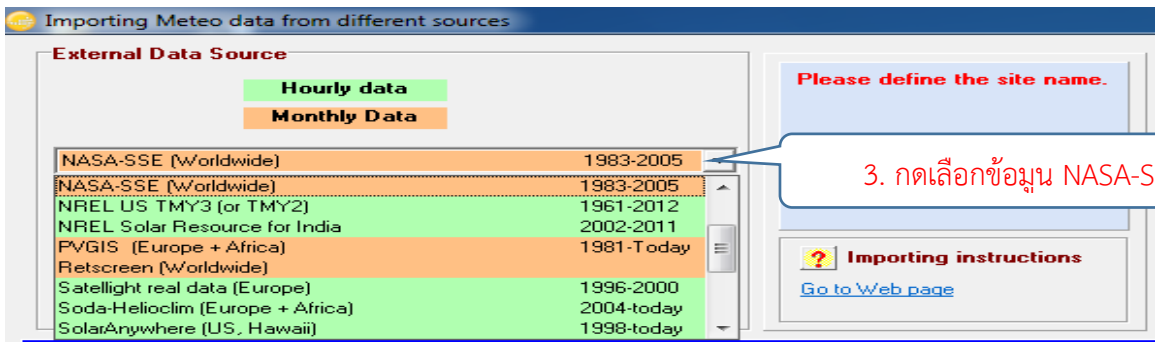 Importing Meteo data from different sources
External Data Source
Hourly data
Monthly Data
NASA-SSE (Worldwide) 1983-2005
NASA-SSE (Worldwide) 1983-2005
NREL US TMY3 (or TMY2) 1961-2012
NREL Solar Resource for India 2002-2011
PVGIS (Europe + Africa) 1981-Today
Retscreen (Worldwide)
Satellight real data (Europe) 1996-2000
Soda-Helioclim (Europe + Africa) 2004-today
SolarAnywhere (US, Hawaii) 1998-today
Please define the site name.
3. กดเลือกข้อมูน NASA-S
? Importing instructions
Go to Web page